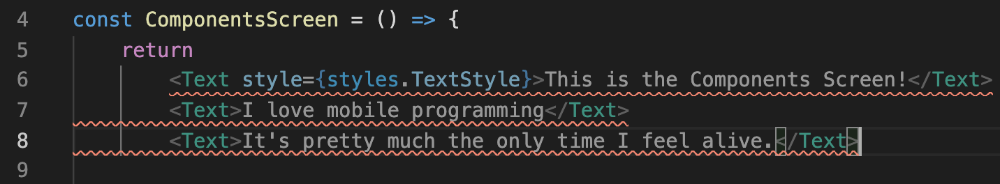 4 const ComponentsScreen = () => {
5 return
6 <Text style={styles.TextStyle}>This is the Components Screen!</Text>
7 <Text>I love mobile programming</Text>
8 <Text>It's pretty much the only time I feel alive.</Text>
9